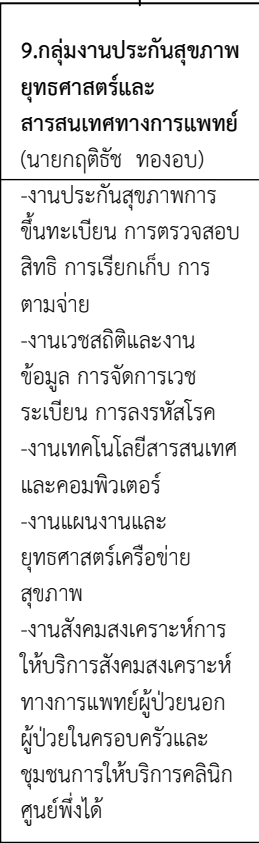 9.กลุ่มงานประกันสุขภาพ
ยุทธศาสตร์และ
สารสนเทศทางการแพทย์
(นายกฤติธัช ทองอบ)
-งานประกันสุขภาพการ
ขึ้นทะเบียน การตรวจสอบ
สิทธิ การเรียกเก็บ การ
ตามจ่าย
-งานเวชสถิติและงาน
ข้อมูล การจัดการเวช
ระเบียน การลงรหัสโรค
-งานเทคโนโลยีสารสนเทศ
และคอมพิวเตอร์
-งานแผนงานและ
ยุทธศาสตร์เครือข่าย
สุขภาพ
-งานสังคมสงเคราะห์การ
ให้บริการสังคมสงเคราะห์
ทางการแพทย์ผู้ป่วยนอก
ผู้ป่วยในครอบครัวและ
ชุมชนการให้บริการคลินิก
ศูนย์พึ่งได้